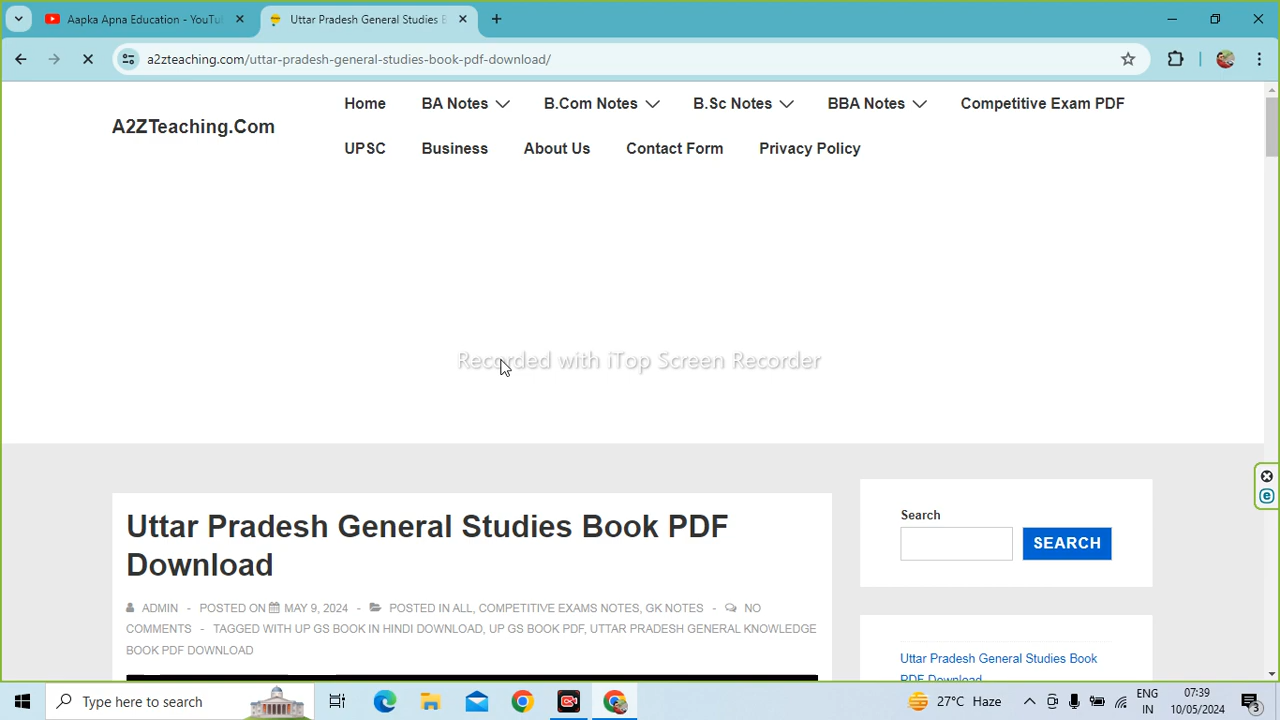 Aapka Apna Education - YouTu
Uttar Pradesh General Studies B
a2zteaching.com/uttar-pradesh-general-studies-book-pdf-download/
A2ZTeaching.Com
Home BA Notes B.Com Notes B.Sc Notes BBA Notes Competitive Exam PDF
UPSC Business About Us Contact Form Privacy Policy
Recorded with iTop Screen Recorder
Uttar Pradesh General Studies Book PDF
Download
ADMIN - POSTED ON MAY 9, 2024 - POSTED IN ALL, COMPETITIVE EXAMS NOTES, GK NOTES - NO
COMMENTS - TAGGED WITH UP GS BOOK IN HINDI DOWNLOAD, UP GS BOOK PDF, UTTAR PRADESH GENERAL KNOWLEDGE
BOOK PDF DOWNLOAD
Search
SEARCH
Uttar Pradesh General Studies Book
PDF Download
Type here to search
27°C Haze
ENG
IN
07:39
10/05/2024
3